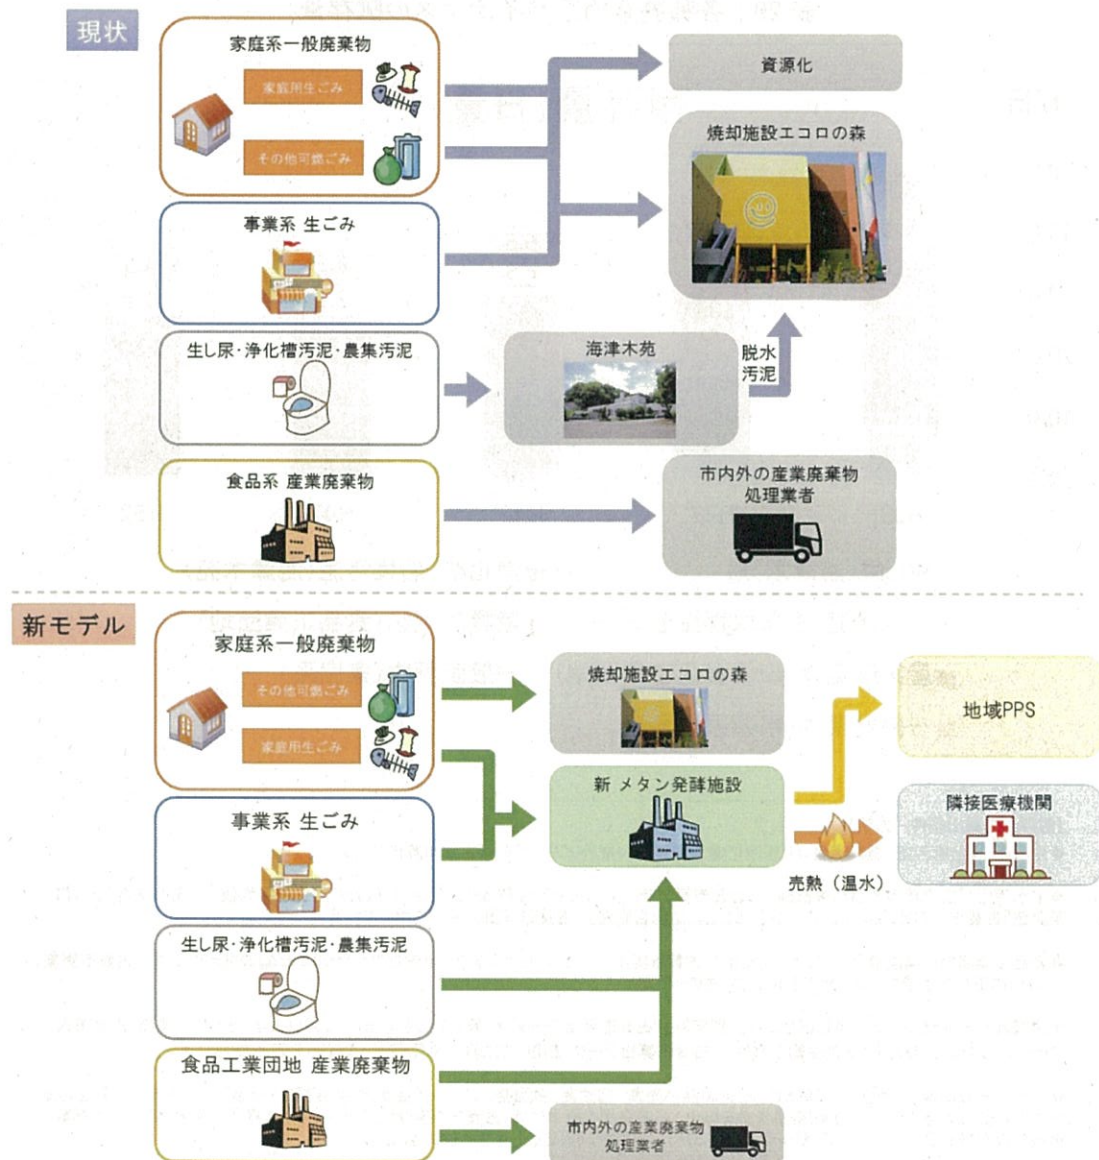 現状
家庭系一般廃棄物
家庭用生ごみ
その他可燃ごみ
資源化
焼却施設エコロの森
事業系 生ごみ
生し尿・浄化槽汚泥・農集汚泥
海津木苑
脱水
汚泥
食品系 産業廃棄物
市内外の産業廃棄物
処理業者
新モデル
家庭系一般廃棄物
その他可燃ごみ
家庭用生ごみ
焼却施設エコロの森
地域PPS
新 メタン発酵施設
隣接医療機関
売熱（温水）
事業系 生ごみ
生し尿・浄化槽汚泥・農集汚泥
食品工業団地 産業廃棄物
市内外の産業廃棄物
処理業者